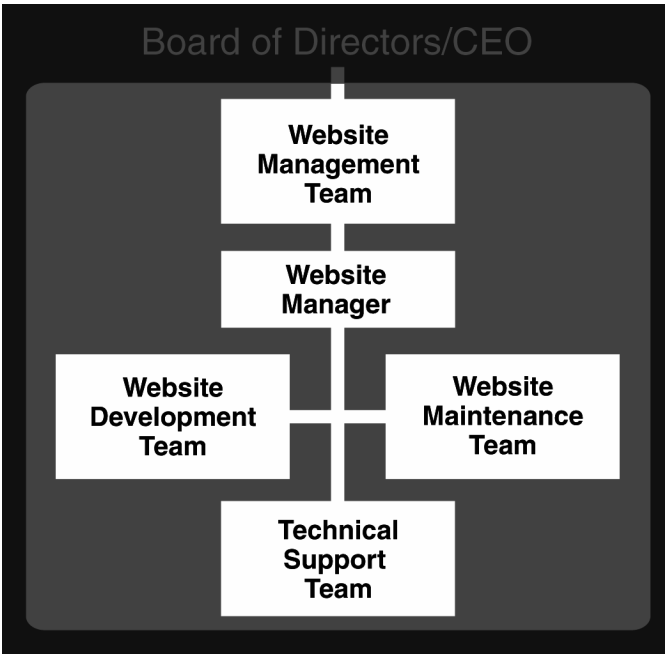 Board of Directors/CEO
Website
Management
Team
Website
Manager
Website
Development
Team
Website
Maintenance
Team
Technical
Support
Team